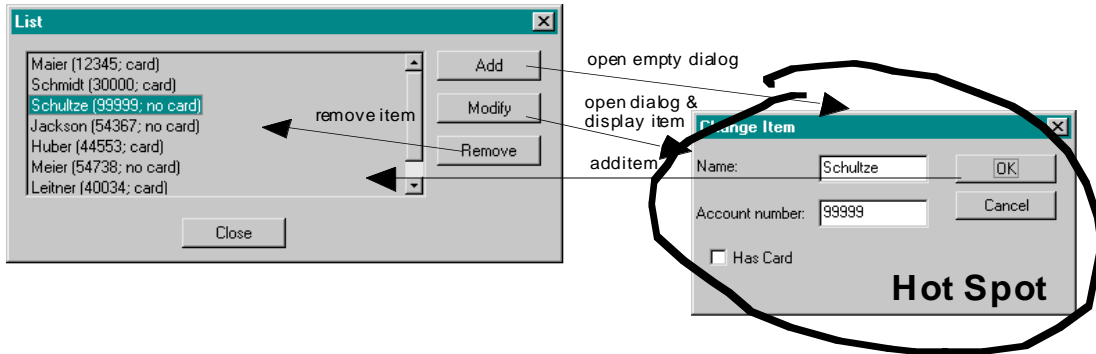 List
Maier (12345; card)
Schmidt (30000; card)
Schultze (99999; no card)
Jackson (54367; no card)
Huber (44553; card)
Meier (54738; no card)
Leitner (40034; card)
Add
Modify
Remove
Close
remove item
open empty dialog
open dialog &
display item
add item
Change Item
Name:
Schultze
OK
Account number:
99999
Cancel
Has Card
Hot Spot